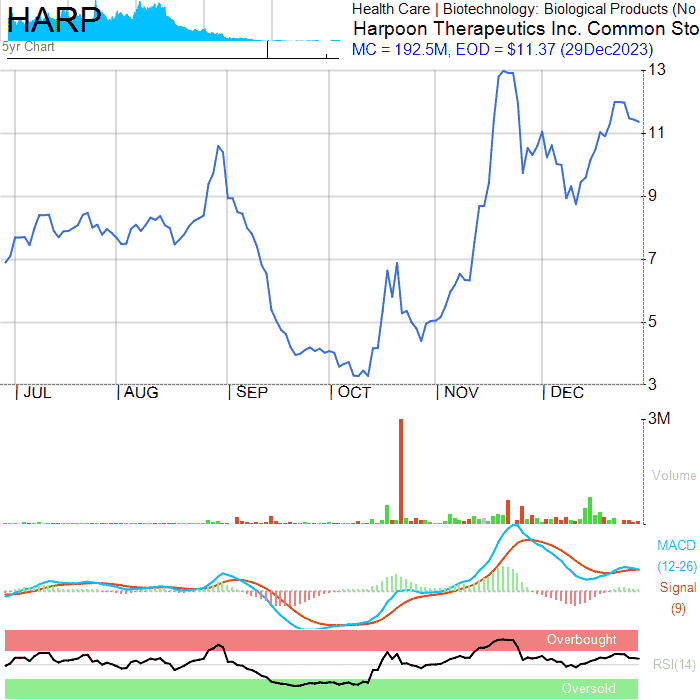 HARP
5yr Chart
Health Care | Biotechnology: Biological Products (No
Harpoon Therapeutics Inc. Common Sto
MC = 192.5M, EOD = $11.37 (29Dec2023)
13
11
9
7
5
3
| JUL | AUG | SEP | OCT | NOV | DEC
3M
Volume
MACD
(12-26)
Signal
(9)
Overbought
RSI(14)
Oversold